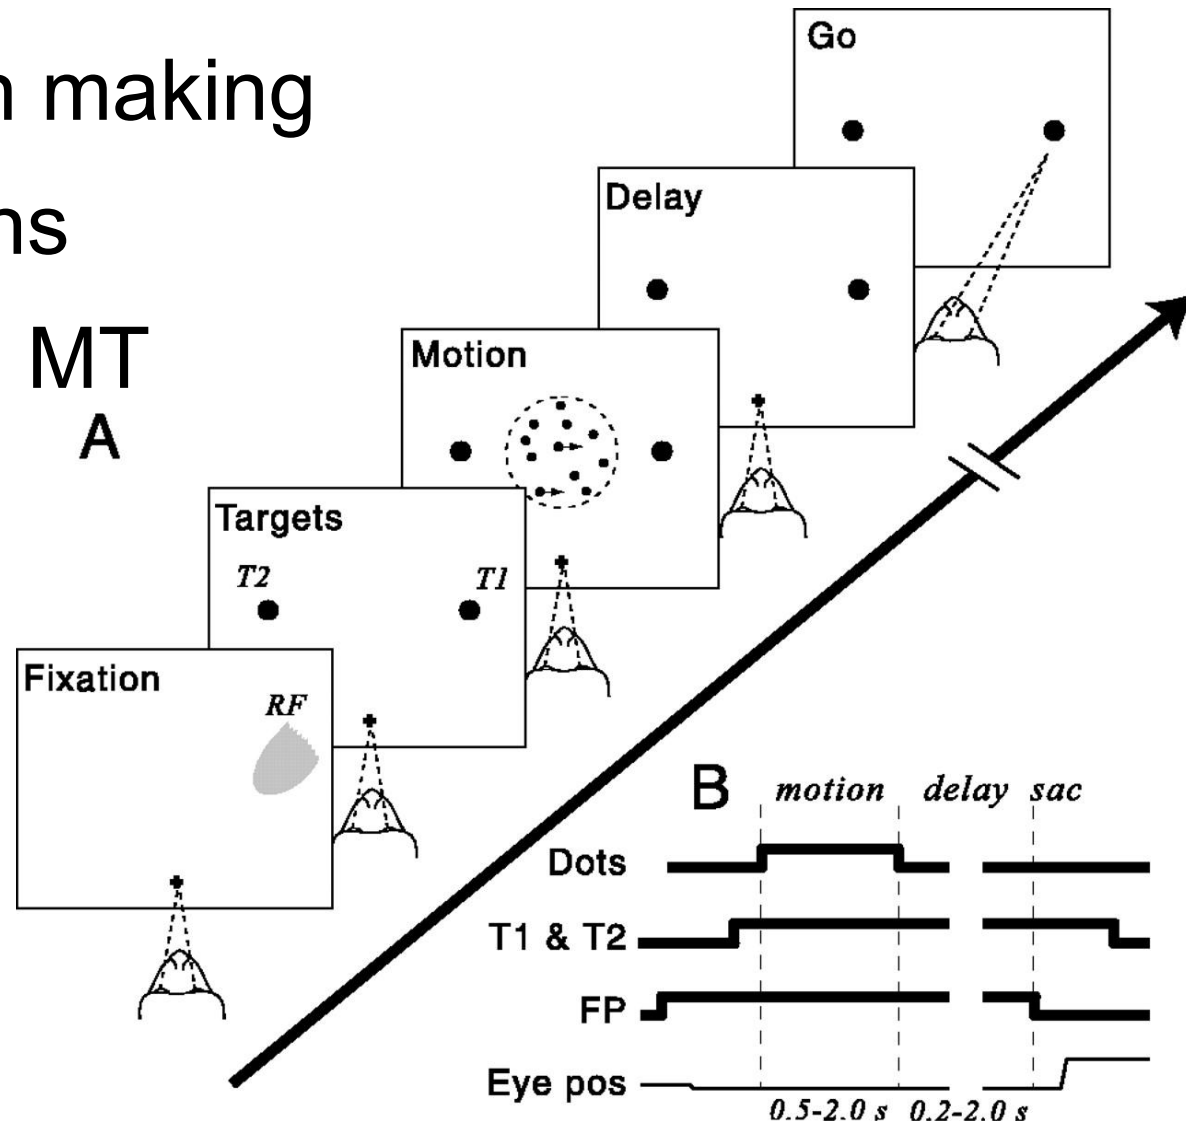 n making
ns
MT
A
Go
Delay
Motion
Targets
T2 T1
Fixation
RF
B motion delay sac
Dots
T1 & T2
FP
Eye pos
0.5-2.0 s 0.2-2.0 s